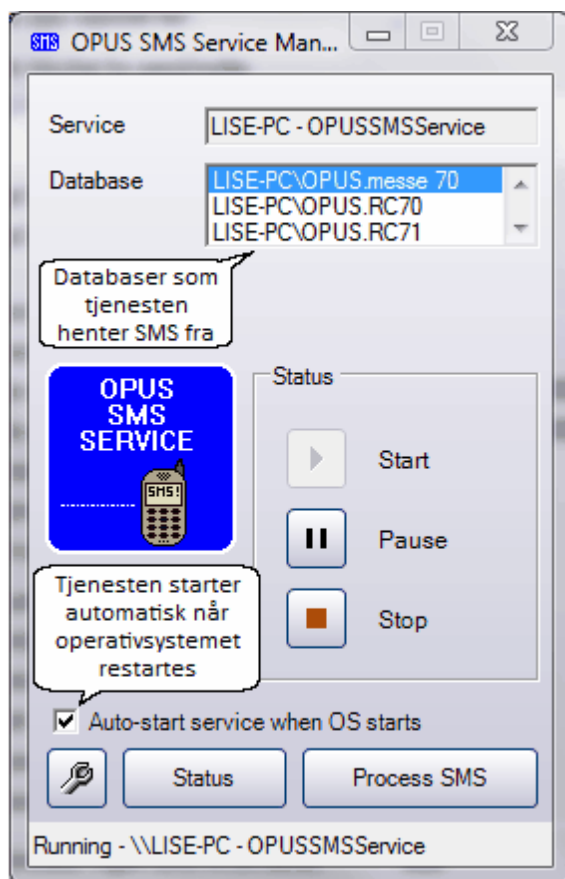 SMS OPUS SMS Service Man...
Service
LISE-PC - OPUSSMSService
Database
LISE-PC\OPUS.messe 70
LISE-PC\OPUS.RC70
LISE-PC\OPUS.RC71
Databaser som
tjenesten
henter SMS fra
OPUS
SMS
SERVICE
SMS!
Status
Start
Pause
Stop
Tjenesten starter
automatisk når
operativsystemet
restartes
Auto-start service when OS starts
Status
Process SMS
Running - \\LISE-PC - OPUSSMSService